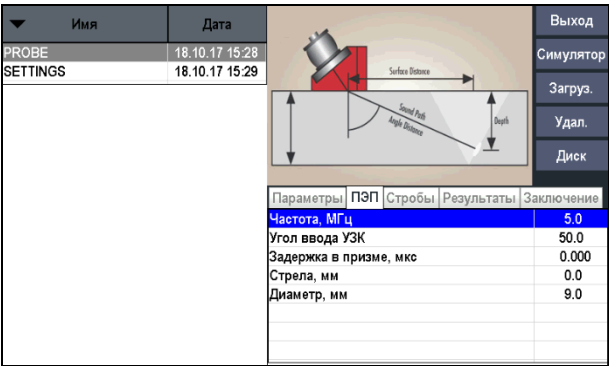 Имя Дата
PROBE 18.10.17 15:28
SETTINGS 18.10.17 15:29
Surface Distance
Sound Path
Angle Distance
Depth
Выход
Симулятор
Загруз.
Удал.
Диск
Параметры ПЭП Стробы Результаты Заключение
Частота, МГц 5.0
Угол ввода УЗК 50.0
Задержка в призме, мкс 0.000
Стрела, мм 0.0
Диаметр, мм 9.0